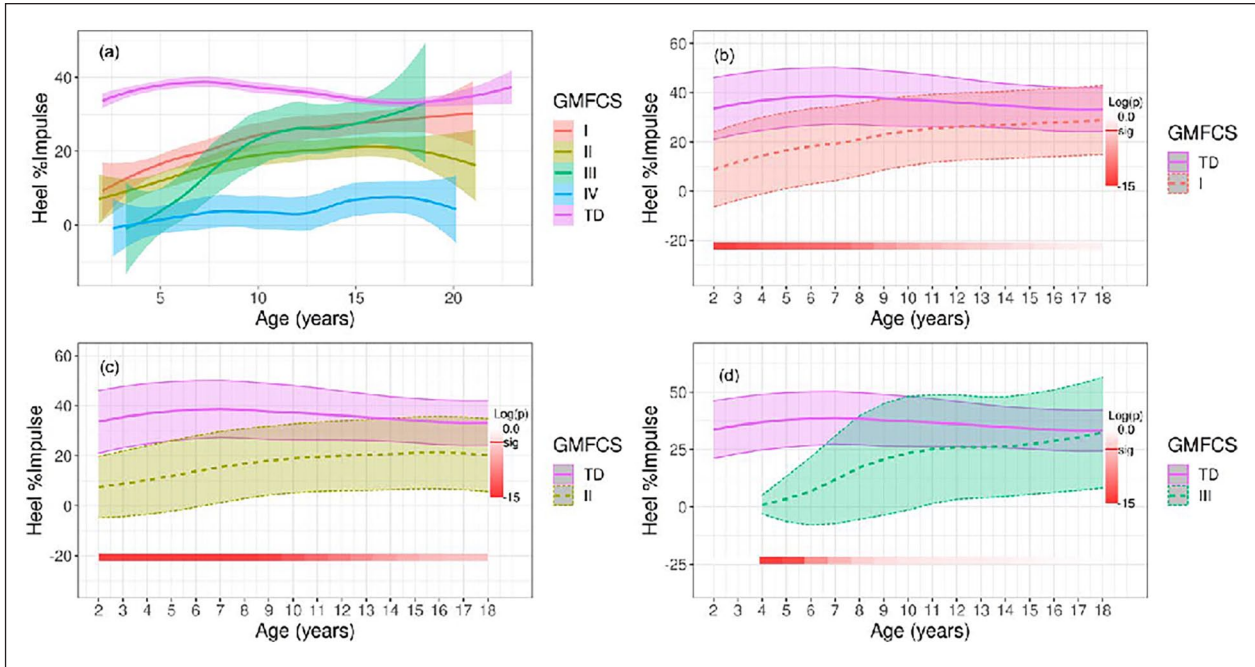 (a)
Heel %Impulse
40
20
0
5 10 15 20
Age (years)
GMFCS
I
II
III
IV
TD
(b)
Heel %Impulse
60
40
20
0
-20
2 3 4 5 6 7 8 9 10 11 12 13 14 15 16 17 18
Age (years)
Log(p)
0.0
sig
-15
GMFCS
TD
I
(c)
Heel %Impulse
60
40
20
0
-20
2 3 4 5 6 7 8 9 10 11 12 13 14 15 16 17 18
Age (years)
Log(p)
0.0
sig
-15
GMFCS
TD
II
(d)
Heel %Impulse
50
25
0
-25
2 3 4 5 6 7 8 9 10 11 12 13 14 15 16 17 18
Age (years)
Log(p)
0.0
sig
-15
GMFCS
TD
III